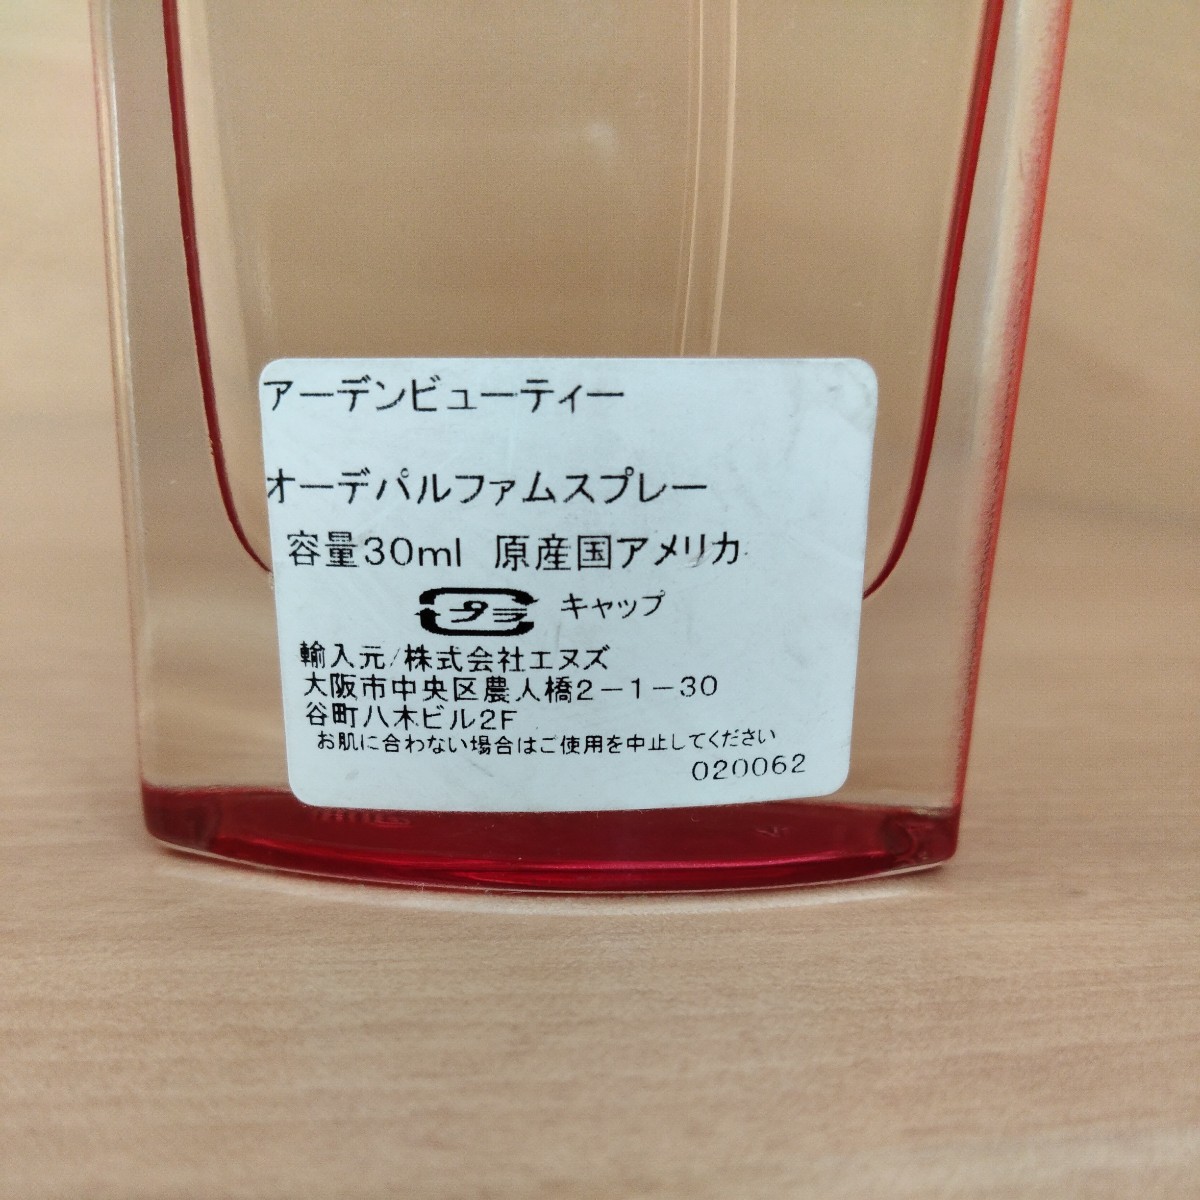 アーデンビューティー
オーデパルファムスプレー
容量30ml 原産国アメリカ
プラ キャップ
輸入元/株式会社エヌズ
大阪市中央区農人橋2-1-30
谷町八木ビル2F
お肌に合わない場合はご使用を中止してください
020062